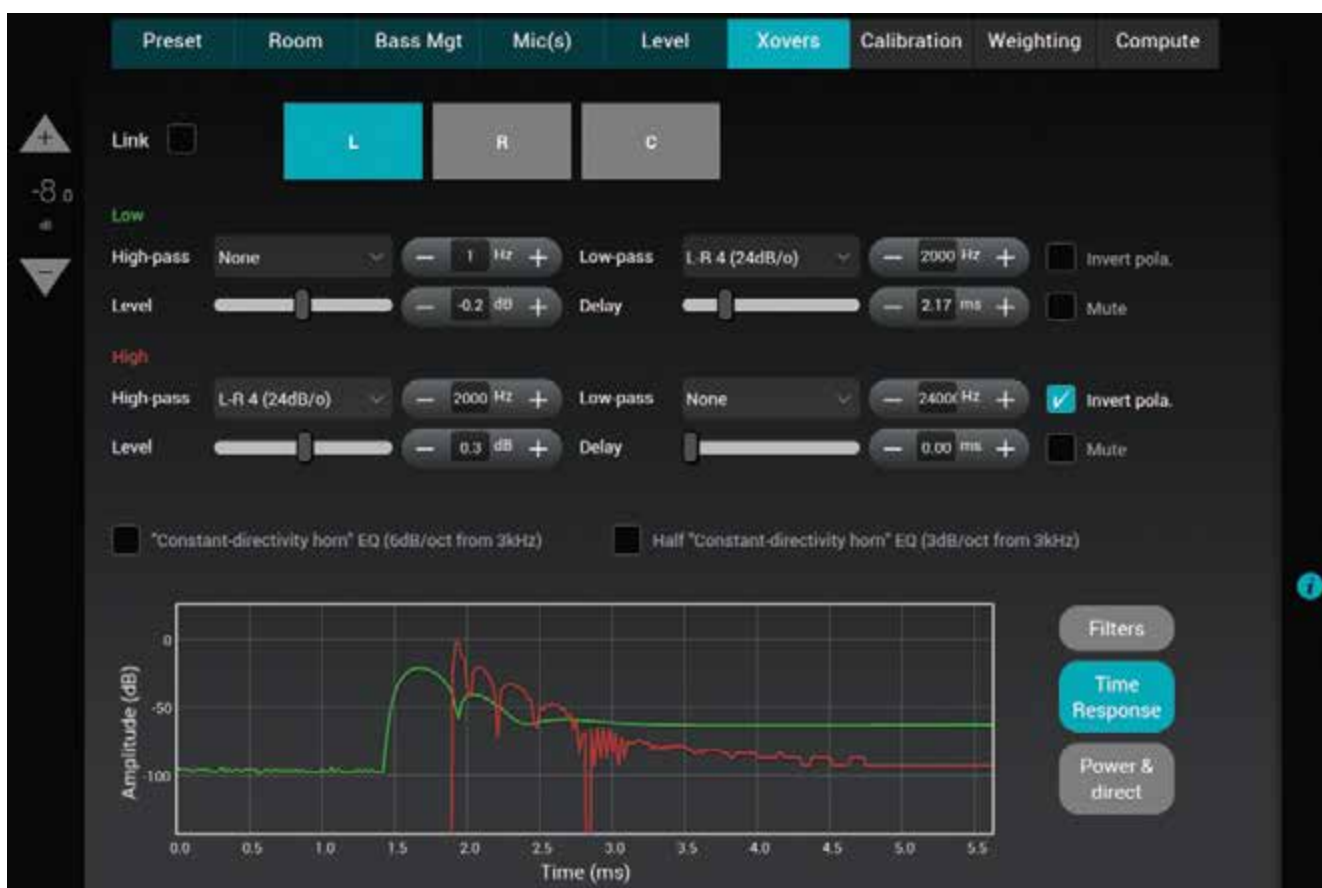 Preset Room Bass Mgt Mic(s) Level Xovers Calibration Weighting Compute
+
Link L R C
-8.0
dB
−
Low
High-pass None − 1 Hz + Low-pass L-R 4 (24dB/o) − 2000 Hz + Invert pola.
Level − -0.2 dB + Delay − 2.17 ms + Mute
High
High-pass L-R 4 (24dB/o) − 2000 Hz + Low-pass None − 2400 Hz + Invert pola.
Level − 0.3 dB + Delay − 0.00 ms + Mute
"Constant-directivity horn" EQ (6dB/oct from 3kHz) Half "Constant-directivity horn" EQ (3dB/oct from 3kHz)
i
Filters
Time
Response
Power &
direct
Amplitude (dB)
0
-50
-100
0.0 0.5 1.0 1.5 2.0 2.5 3.0 3.5 4.0 4.5 5.0 5.5
Time (ms)